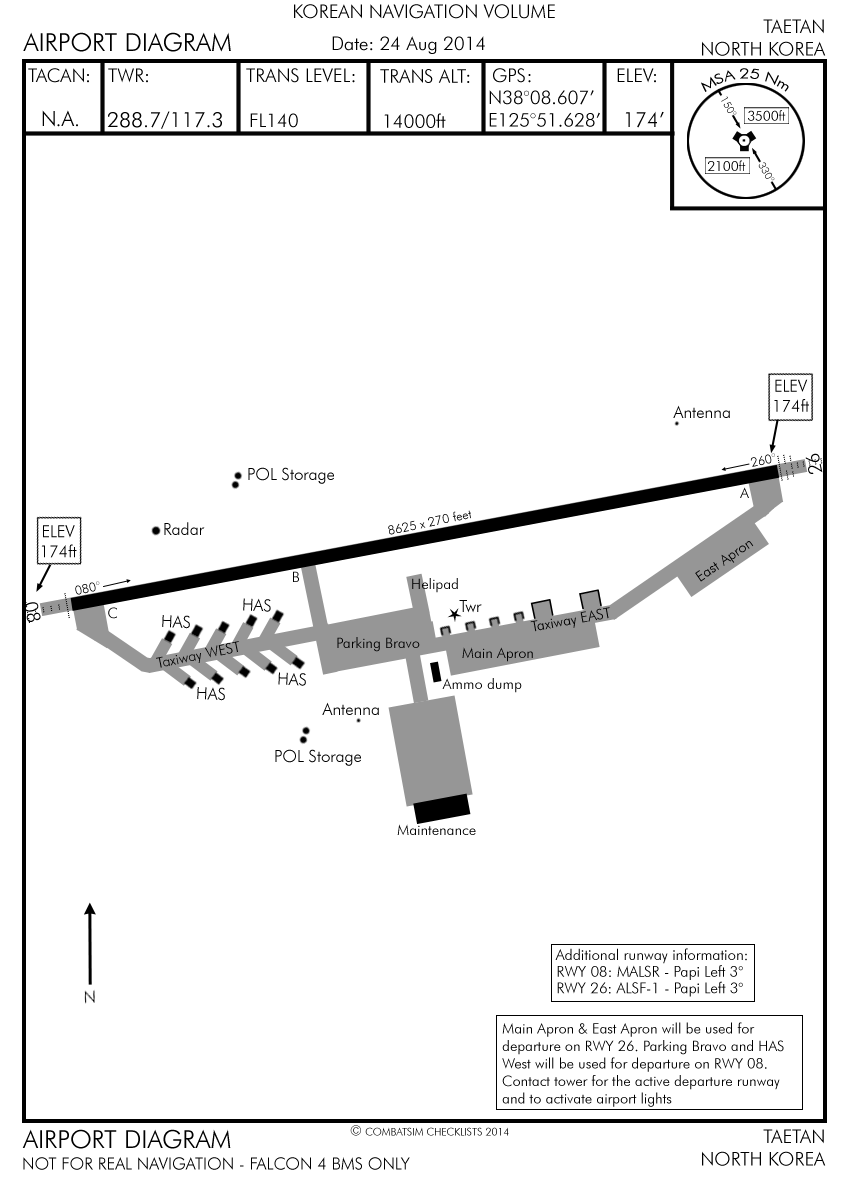 KOREAN NAVIGATION VOLUME
AIRPORT DIAGRAM
Date: 24 Aug 2014
TAETAN
NORTH KOREA
TACAN:
N.A.
TWR:
288.7/117.3
TRANS LEVEL:
FL140
TRANS ALT:
14000ft
GPS:
N38°08.607′
E125°51.628′
ELEV:
174′
MSA 25 Nm
150°
3500ft
2100ft
330°
ELEV
174ft
Antenna
260°
26
A
POL Storage
8625 x 270 feet
Radar
East Apron
ELEV
174ft
B
080°
08
C
Helipad
HAS
HAS
Twr
Taxiway EAST
Taxiway WEST
Parking Bravo
Main Apron
HAS
HAS
Ammo dump
Antenna
POL Storage
Maintenance
N
Additional runway information:
RWY 08: MALSR - Papi Left 3°
RWY 26: ALSF-1 - Papi Left 3°
Main Apron & East Apron will be used for
departure on RWY 26. Parking Bravo and HAS
West will be used for departure on RWY 08.
Contact tower for the active departure runway
and to activate airport lights
AIRPORT DIAGRAM
© COMBATSIM CHECKLISTS 2014
TAETAN
NOT FOR REAL NAVIGATION - FALCON 4 BMS ONLY
NORTH KOREA